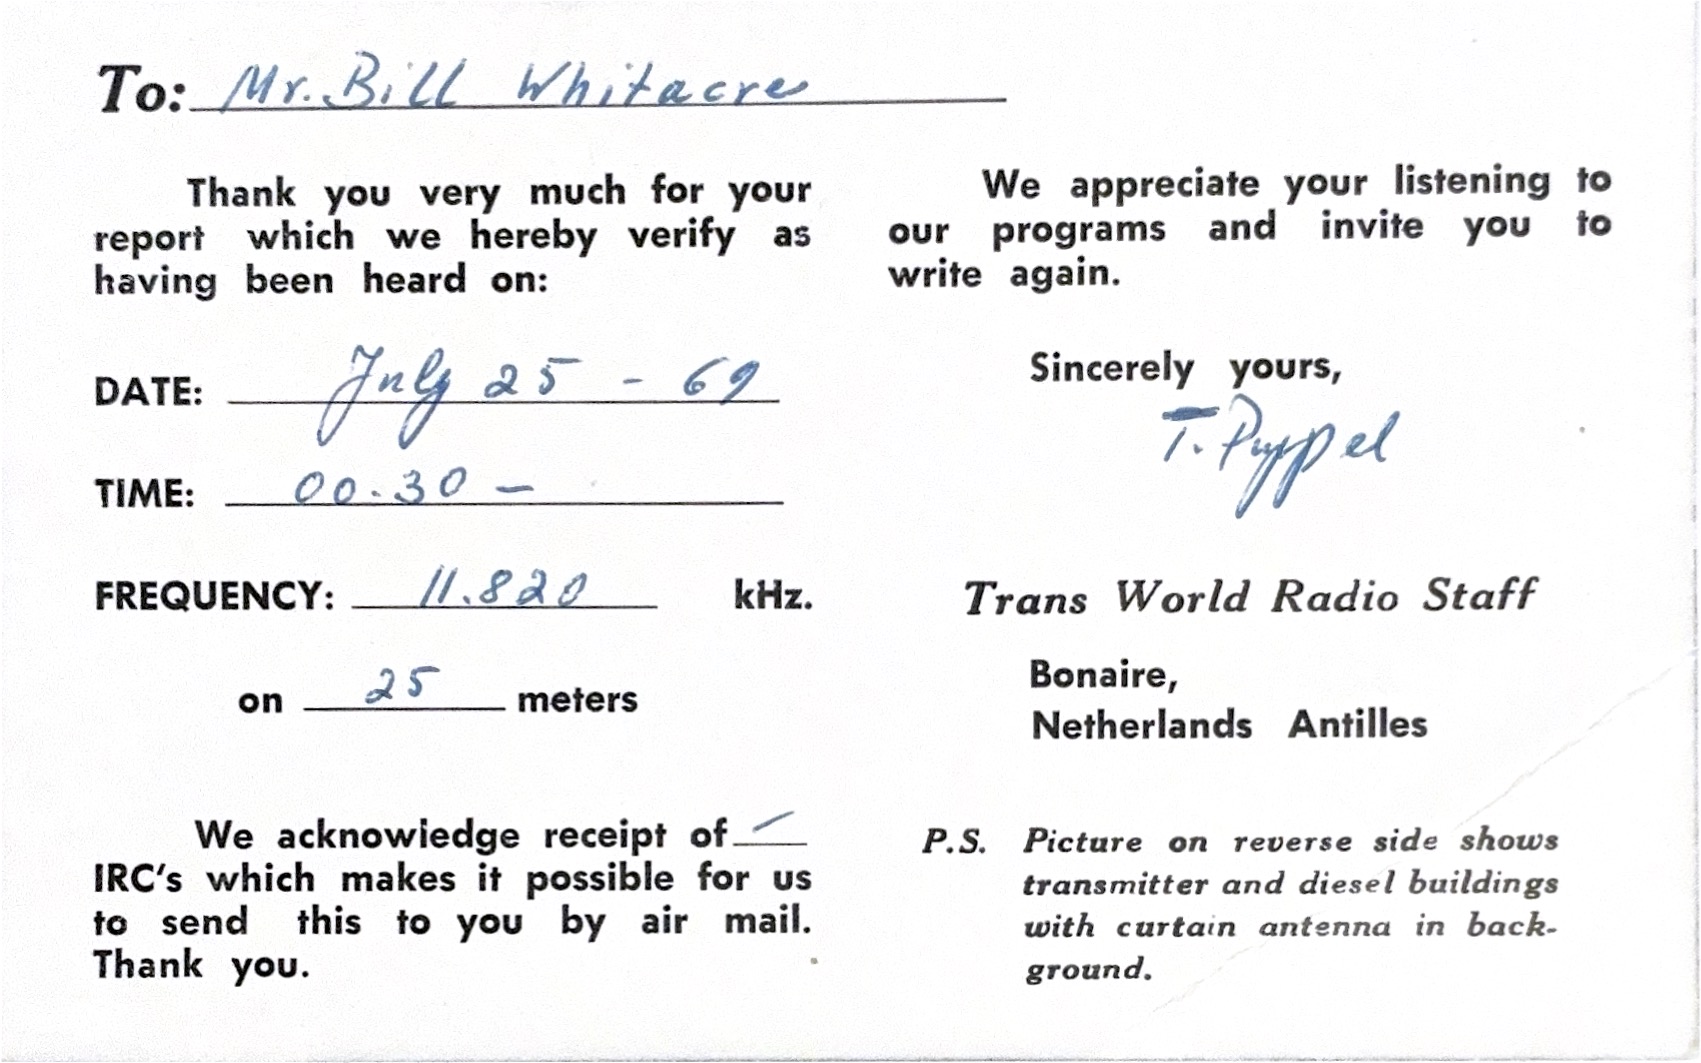 To: Mr. Bill Whitacre
Thank you very much for your
report which we hereby verify as
having been heard on:
DATE: July 25 - 69
TIME: 00.30 -
FREQUENCY: 11.820 kHz.
on 25 meters
We acknowledge receipt of —
IRC's which makes it possible for us
to send this to you by air mail.
Thank you.
We appreciate your listening to
our programs and invite you to
write again.
Sincerely yours,
T. Puppel
Trans World Radio Staff
Bonaire,
Netherlands Antilles
P.S. Picture on reverse side shows
transmitter and diesel buildings
with curtain antenna in back-
ground.